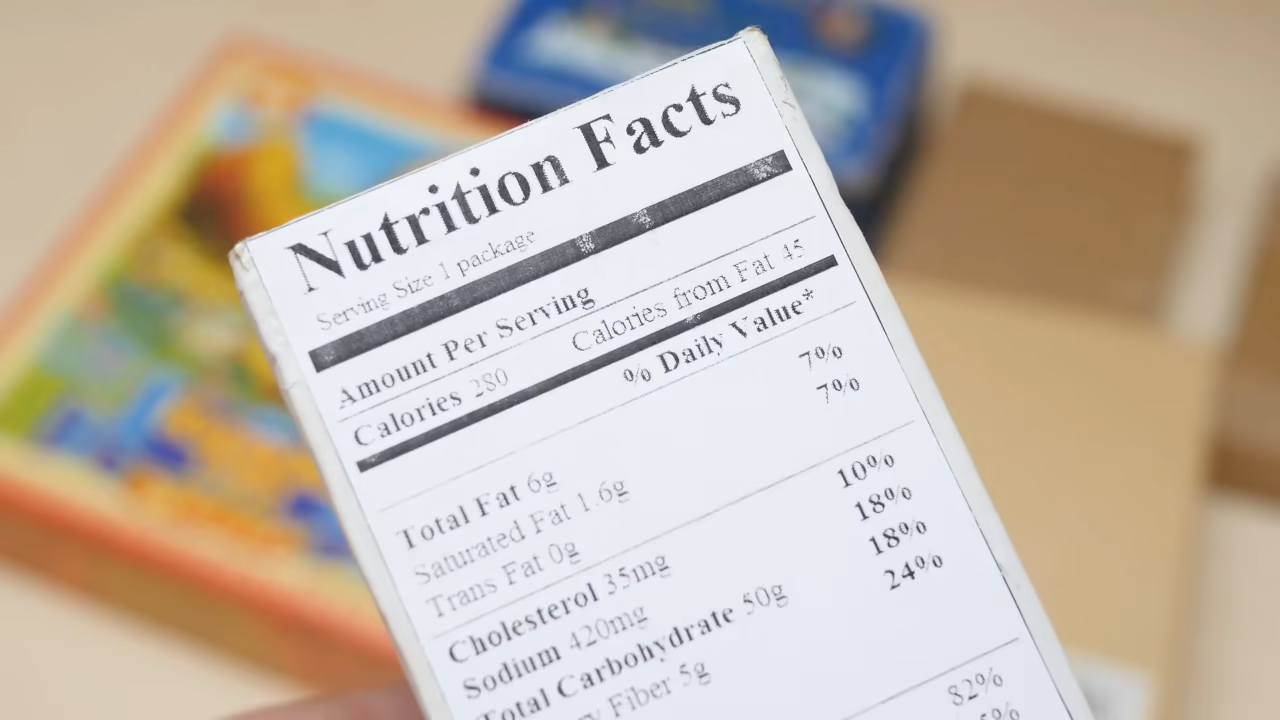 Nutrition Facts
Serving Size 1 package
Amount Per Serving
Calories 280 Calories from Fat 45
% Daily Value*
Total Fat 6g 7%
Saturated Fat 1.6g 7%
Trans Fat 0g
Cholesterol 35mg 10%
Sodium 420mg 18%
Total Carbohydrate 50g 18%
Fiber 5g 24%
82%